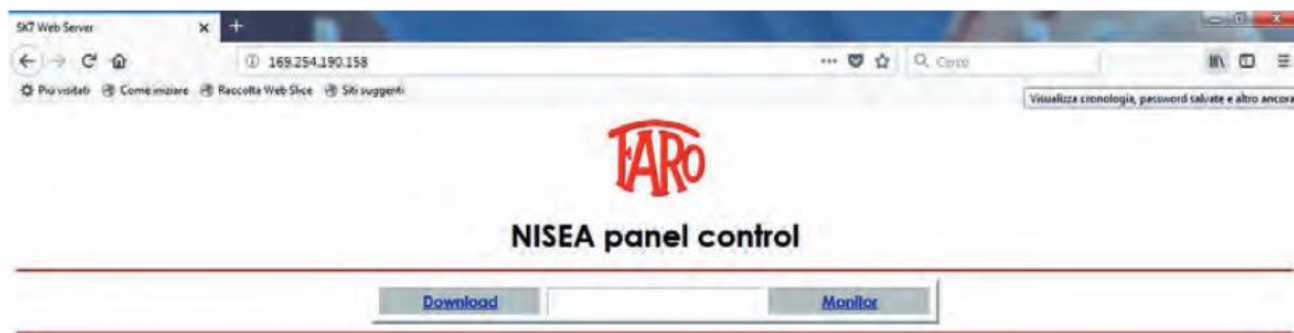 SK7 Web Server
169.254.190.158
Cerca
Più visitati Come iniziare Raccolta Web Slice Siti suggeriti
Visualizza cronologia, password salvate e altro ancora
FARO
NISEA panel control
Download Monitor